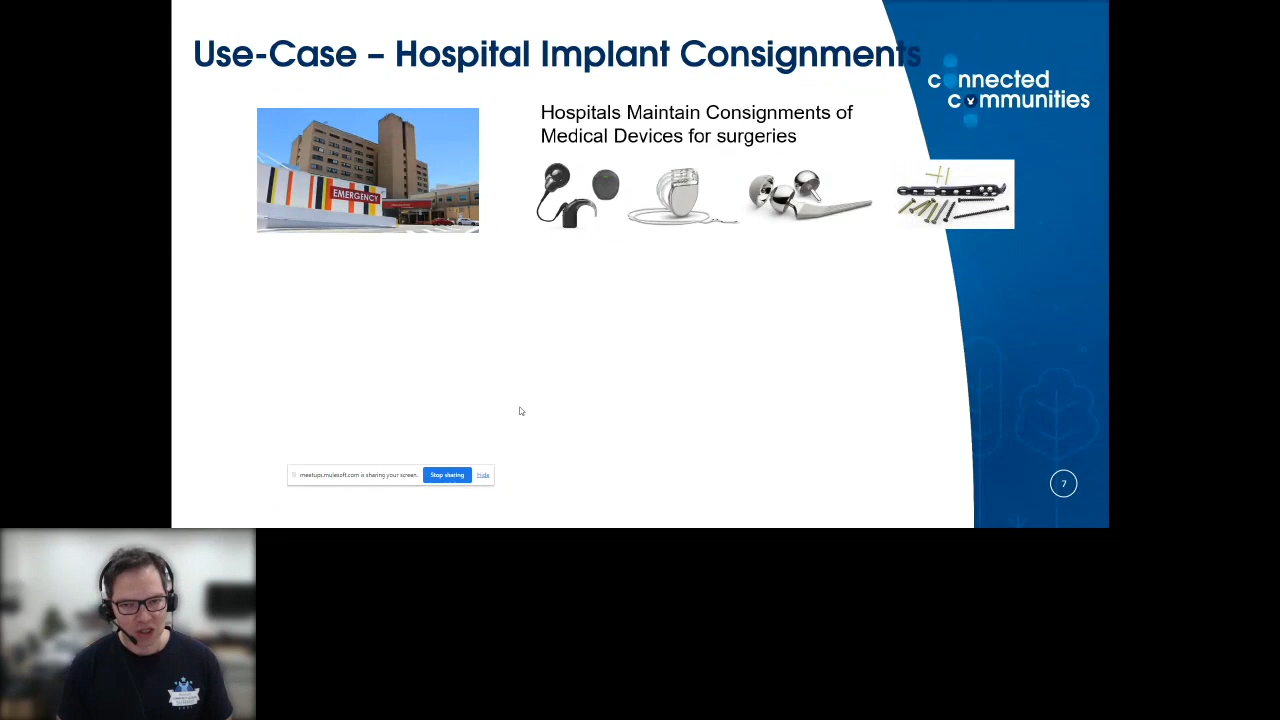 Use-Case – Hospital Implant Consignments
connected
communities
Hospitals Maintain Consignments of
Medical Devices for surgeries
EMERGENCY
meetups.mulesoft.com is sharing your screen.
Stop sharing
Hide
7